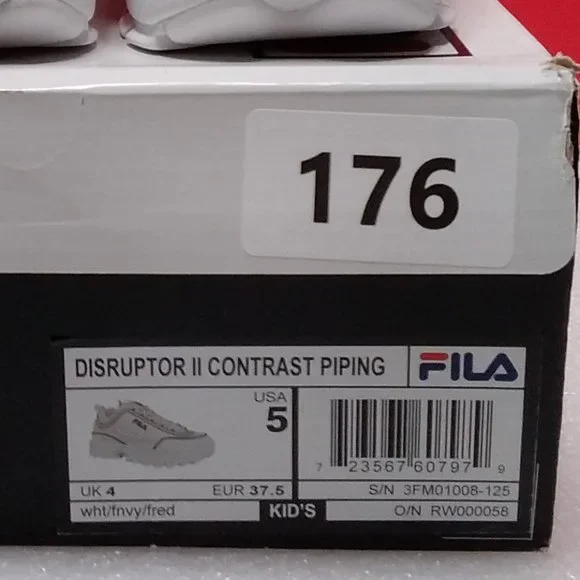 176
DISRUPTOR II CONTRAST PIPING FILA
USA
5
FILA
UK 4 EUR 37.5
wht/fnvy/fred KID'S
7 23567 60797 9
S/N 3FM01008-125
O/N RW000058